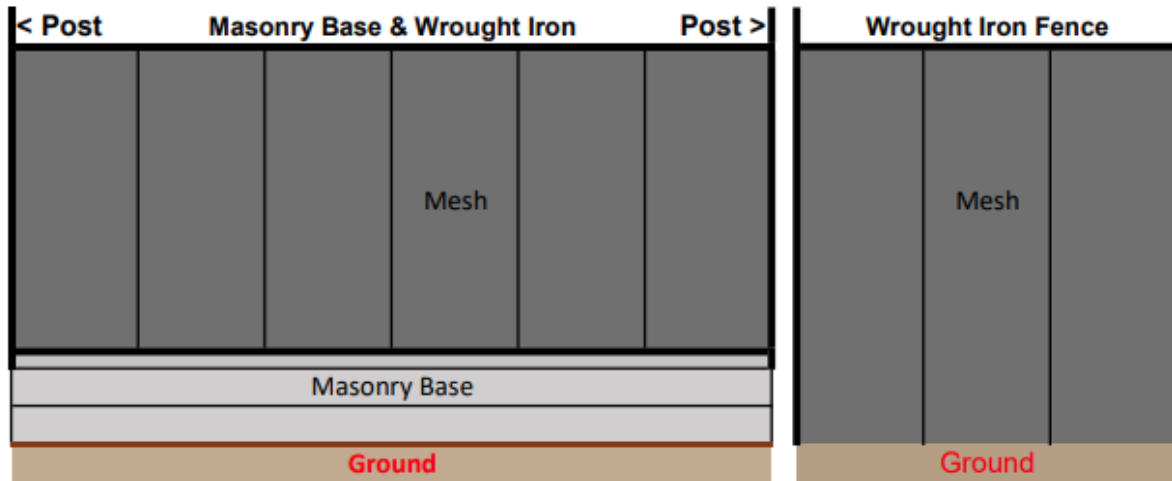 < Post Masonry Base & Wrought Iron Post >
Mesh
Masonry Base
Ground
Wrought Iron Fence
Mesh
Ground